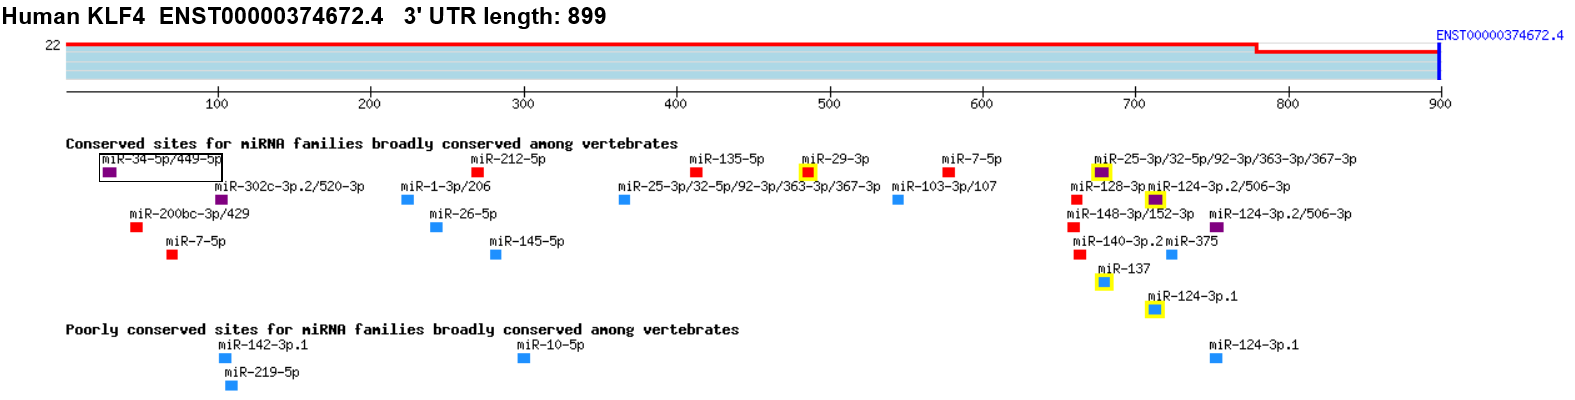 Human KLF4 ENST00000374672.4 3' UTR length: 899
ENST00000374672.4
22
100 200 300 400 500 600 700 800 900
Conserved sites for miRNA families broadly conserved among vertebrates
miR-34-5p/449-5p miR-212-5p miR-135-5p miR-29-3p miR-7-5p miR-25-3p/32-5p/92-3p/363-3p/367-3p
miR-302c-3p.2/520-3p miR-1-3p/206 miR-25-3p/32-5p/92-3p/363-3p/367-3p miR-103-3p/107 miR-128-3p miR-124-3p.2/506-3p
miR-200bc-3p/429 miR-26-5p miR-148-3p/152-3p miR-124-3p.2/506-3p
miR-7-5p miR-145-5p miR-140-3p.2 miR-375
miR-137
miR-124-3p.1
Poorly conserved sites for miRNA families broadly conserved among vertebrates
miR-142-3p.1 miR-10-5p miR-124-3p.1
miR-219-5p